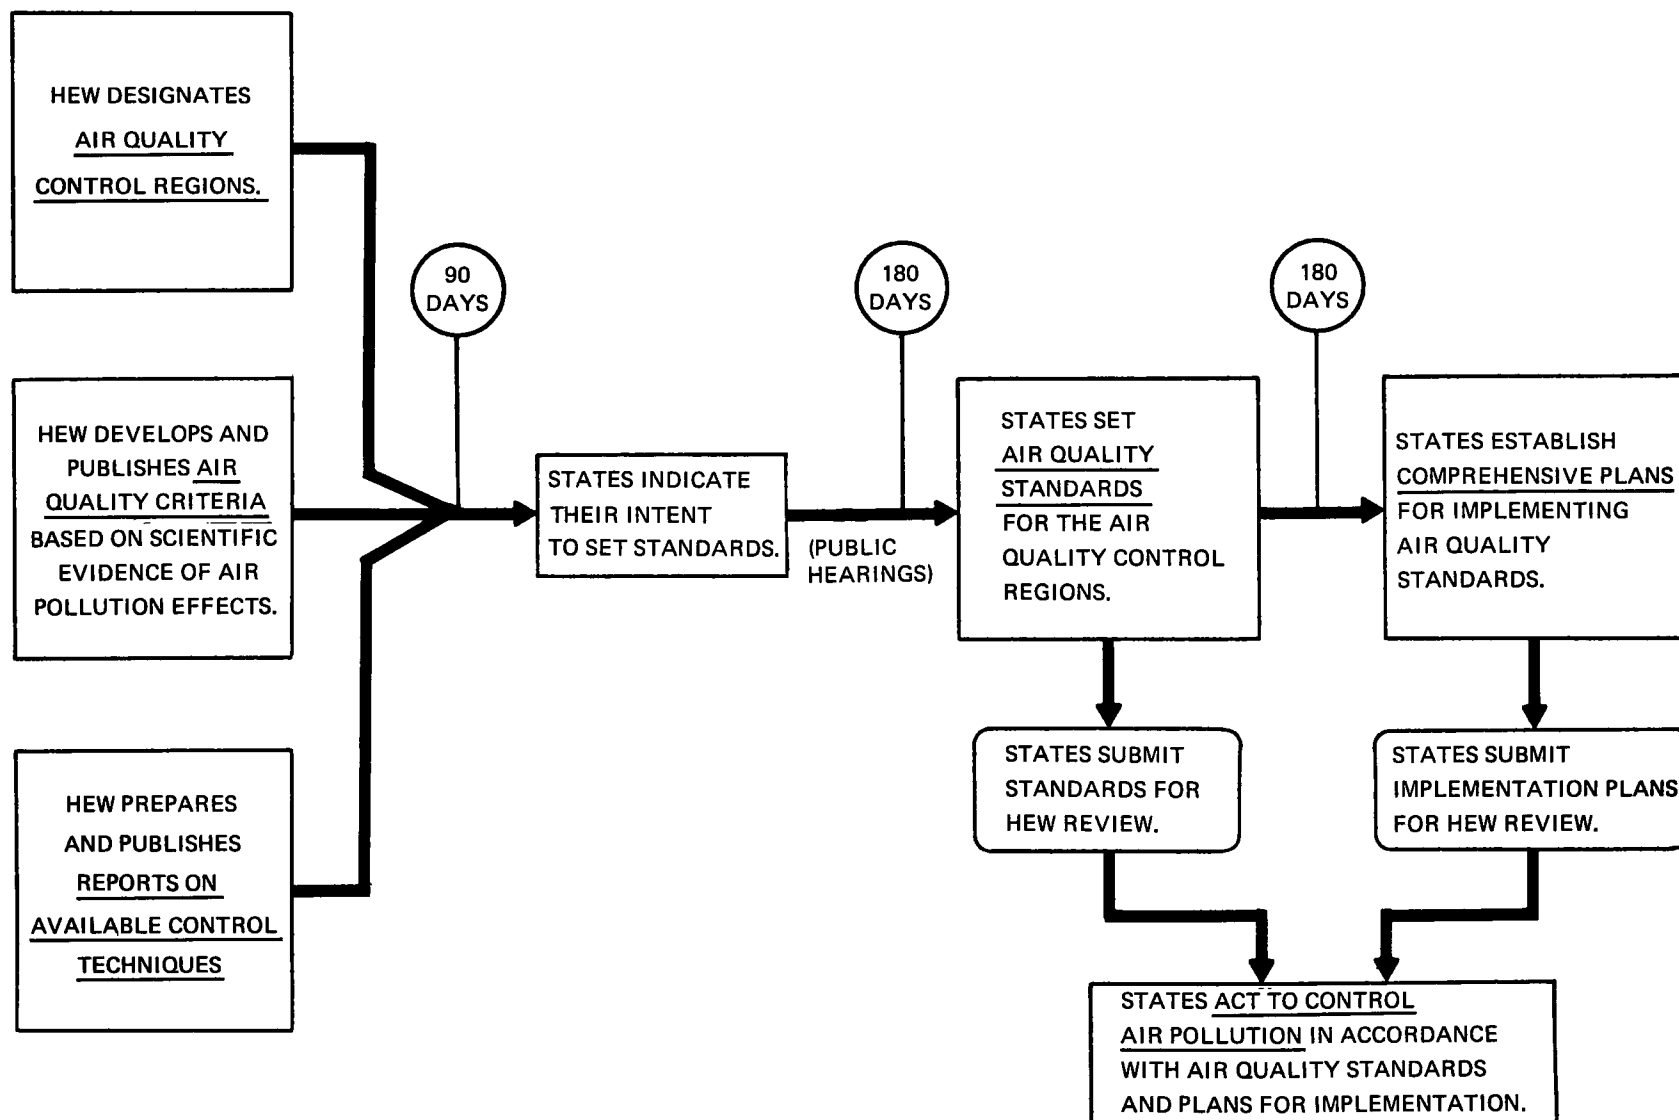 HEW DESIGNATES
AIR QUALITY
CONTROL REGIONS.
HEW DEVELOPS AND
PUBLISHES AIR
QUALITY CRITERIA
BASED ON SCIENTIFIC
EVIDENCE OF AIR
POLLUTION EFFECTS.
HEW PREPARES
AND PUBLISHES
REPORTS ON
AVAILABLE CONTROL
TECHNIQUES
90
DAYS
STATES INDICATE
THEIR INTENT
TO SET STANDARDS.
180
DAYS
(PUBLIC
HEARINGS)
STATES SET
AIR QUALITY
STANDARDS
FOR THE AIR
QUALITY CONTROL
REGIONS.
180
DAYS
STATES ESTABLISH
COMPREHENSIVE PLANS
FOR IMPLEMENTING
AIR QUALITY
STANDARDS.
STATES SUBMIT
STANDARDS FOR
HEW REVIEW.
STATES SUBMIT
IMPLEMENTATION PLANS
FOR HEW REVIEW.
STATES ACT TO CONTROL
AIR POLLUTION IN ACCORDANCE
WITH AIR QUALITY STANDARDS
AND PLANS FOR IMPLEMENTATION.